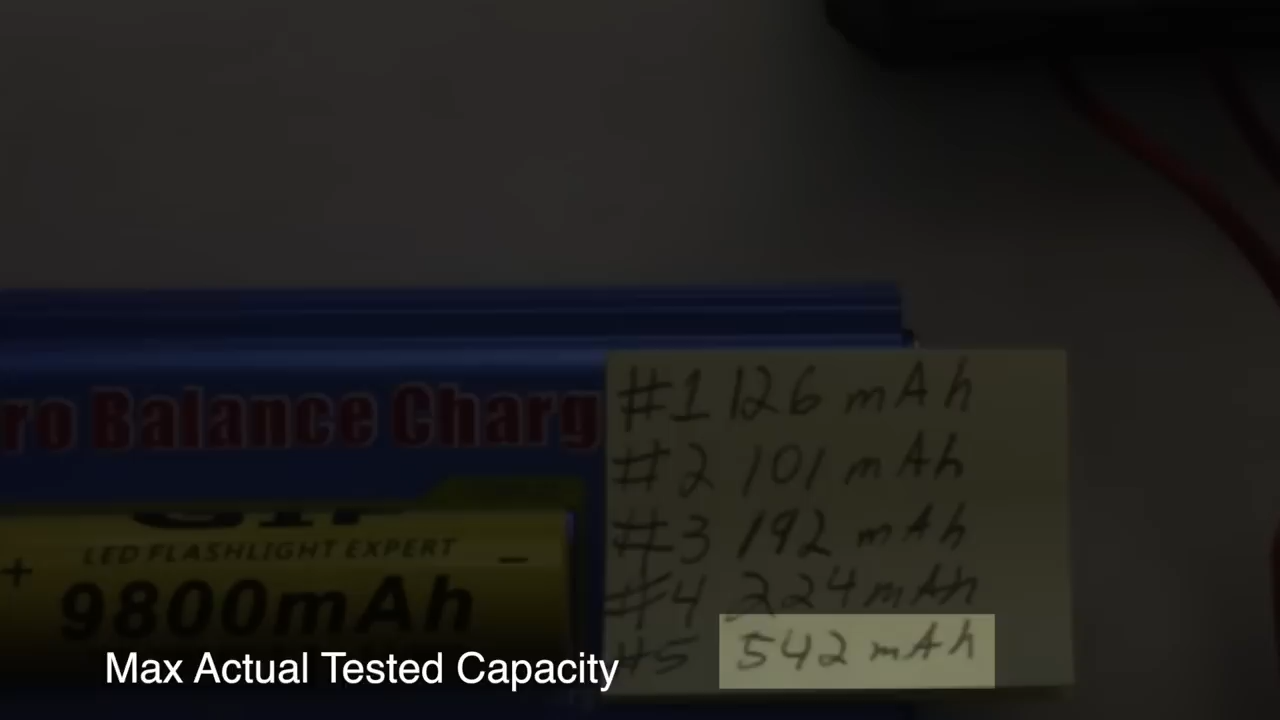 ro Balance Charg
LED FLASHLIGHT EXPERT
+ −
9800mAh
#1 126 mAh
#2 101 mAh
#3 192 mAh
#4 224 mAh
#5 542 mAh
Max Actual Tested Capacity